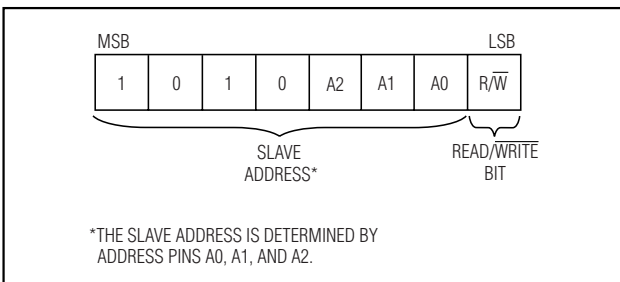 MSB LSB
1 0 1 0 A2 A1 A0 R/W̅
SLAVE READ/W̅R̅I̅T̅E̅
ADDRESS* BIT
*THE SLAVE ADDRESS IS DETERMINED BY
ADDRESS PINS A0, A1, AND A2.